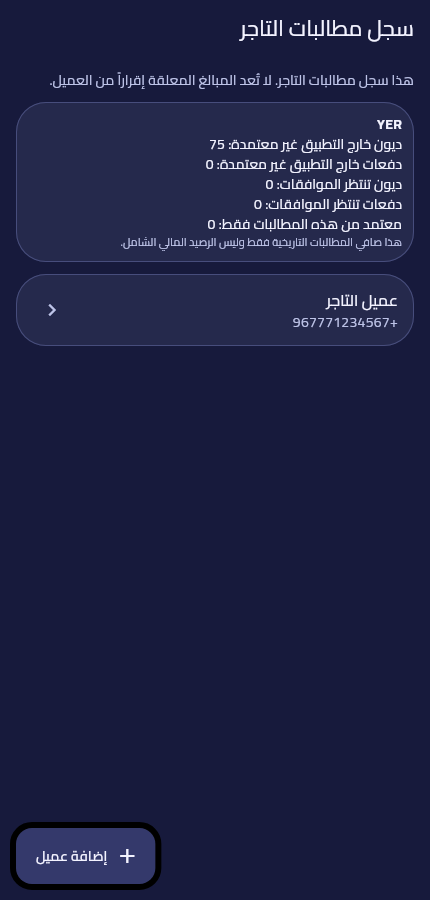 سجل مطالبات التاجر
هذا سجل مطالبات التاجر. لا تُعد المبالغ المعلقة إقراراً من العميل.
YER
ديون خارج التطبيق غير معتمدة: 75
دفعات خارج التطبيق غير معتمدة: 0
ديون تنتظر الموافقات: 0
دفعات تنتظر الموافقات: 0
معتمد من هذه المطالبات فقط: 0
هذا صافي المطالبات التاريخية فقط وليس الرصيد المالي الشامل.
عميل التاجر
967771234567+
إضافة عميل